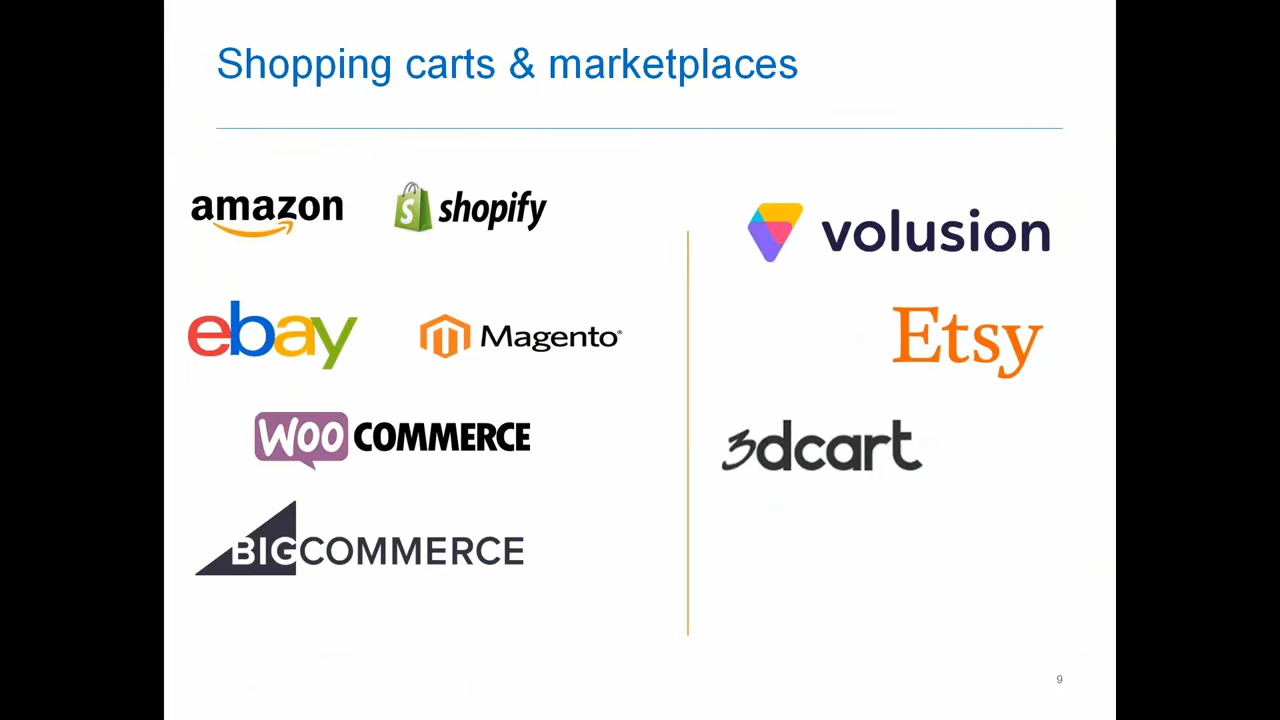 Shopping carts & marketplaces
amazon
shopify
ebay
Magento®
WOO COMMERCE
BIGCOMMERCE
volusion
Etsy
3dcart
9